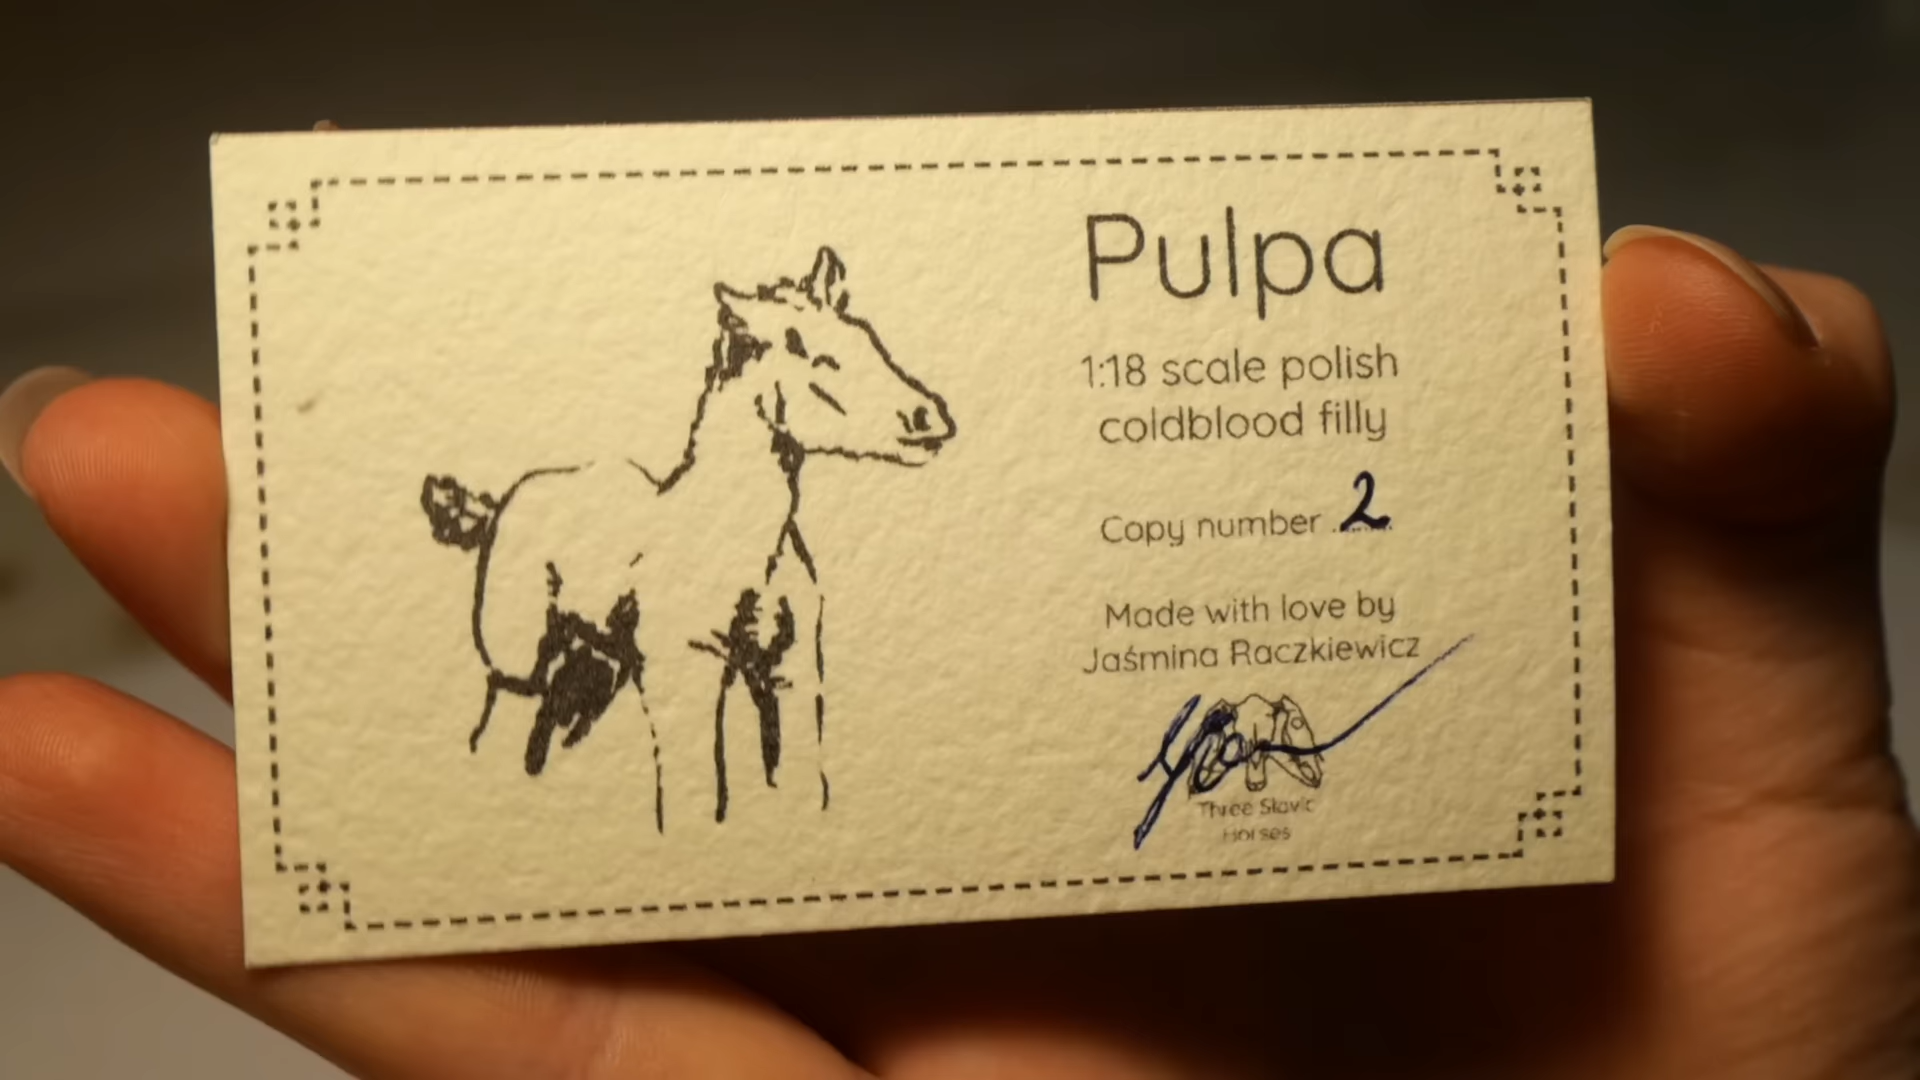 Pulpa
1:18 scale polish
coldblood filly
Copy number 2
Made with love by
Jaśmina Raczkiewicz
Three Slavic
Horses